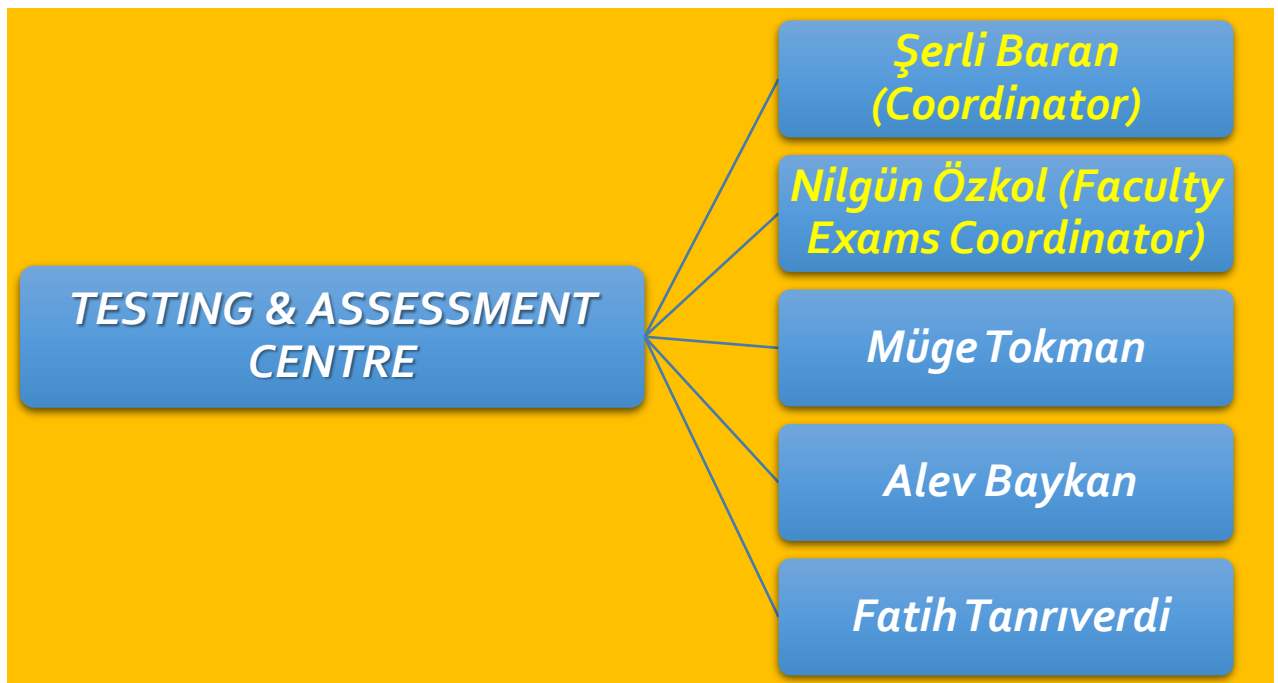 TESTING & ASSESSMENT
CENTRE
Şerli Baran
(Coordinator)
Nilgün Özkol (Faculty
Exams Coordinator)
Müge Tokman
Alev Baykan
Fatih Tanrıverdi